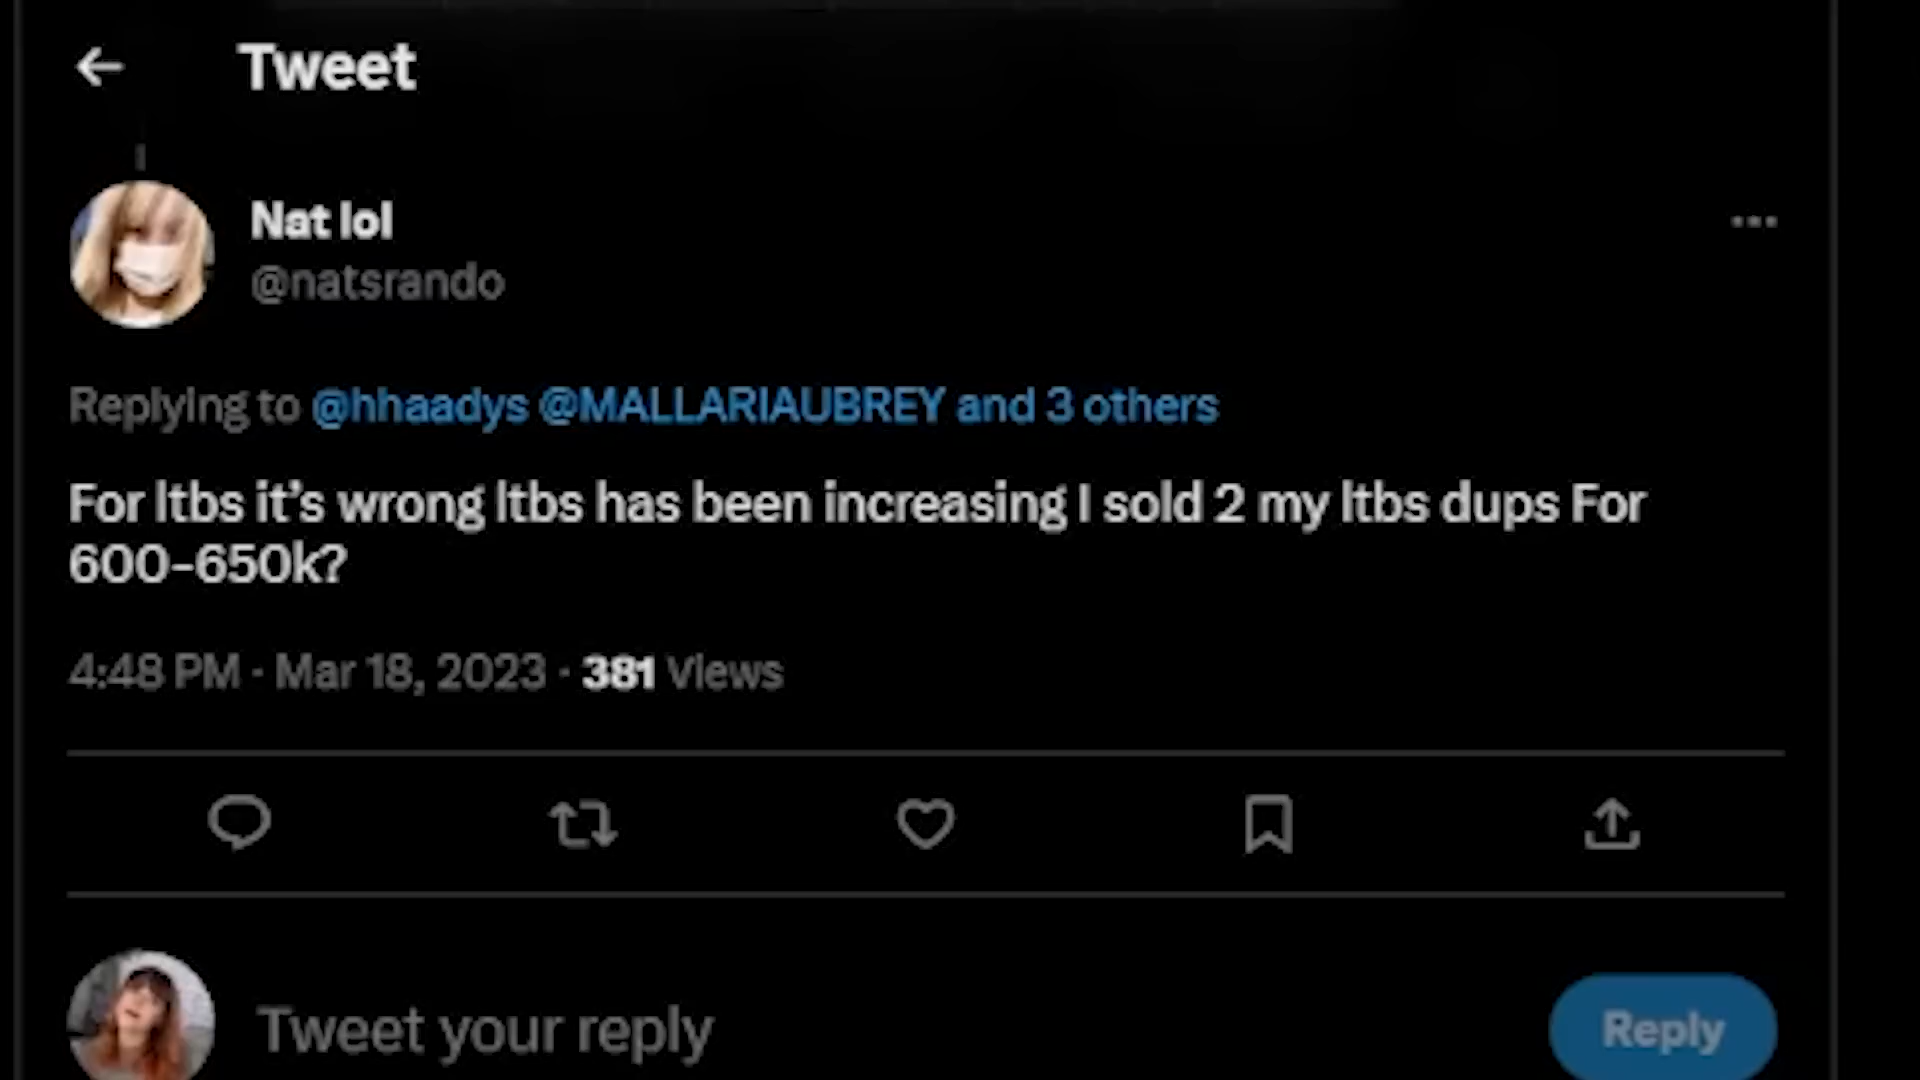 Tweet
Nat lol
@natsrando
Replying to @hhaadys @MALLARIAUBREY and 3 others
For ltbs it’s wrong ltbs has been increasing I sold 2 my ltbs dups For
600-650k?
4:48 PM · Mar 18, 2023 · 381 Views
Tweet your reply
Reply